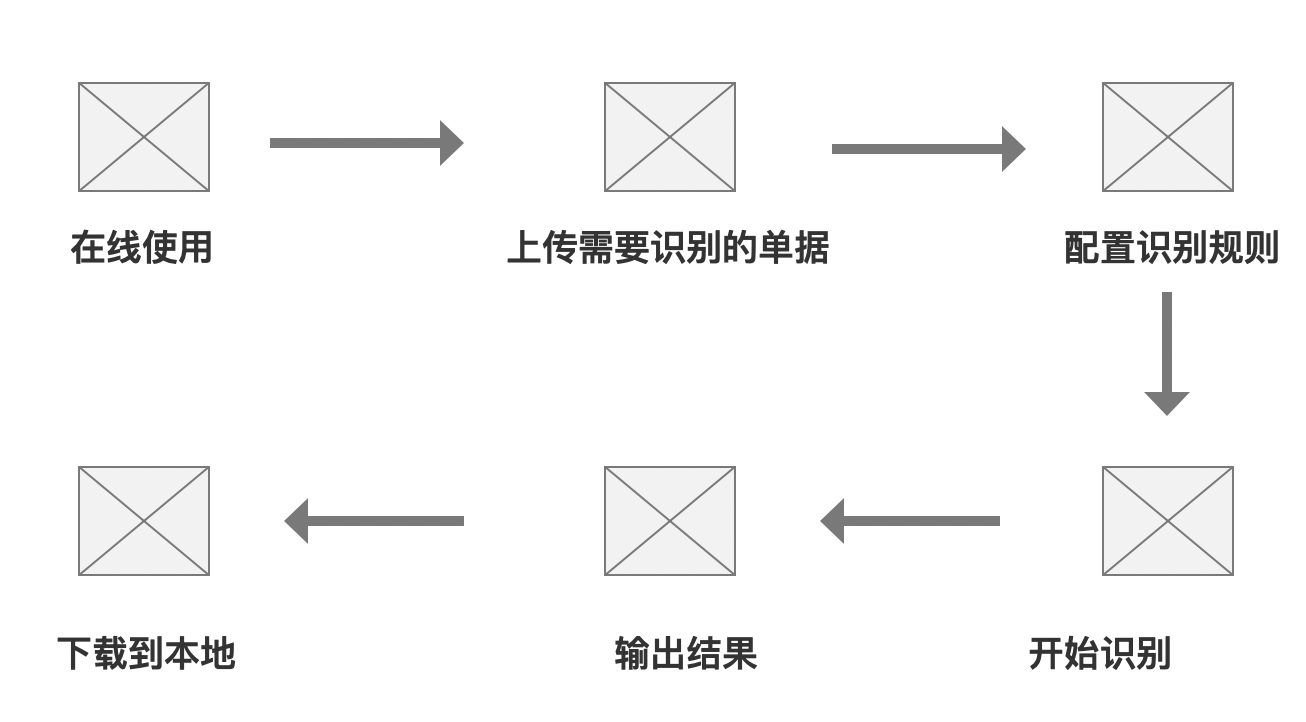 在线使用
上传需要识别的单据
配置识别规则
下载到本地
输出结果
开始识别